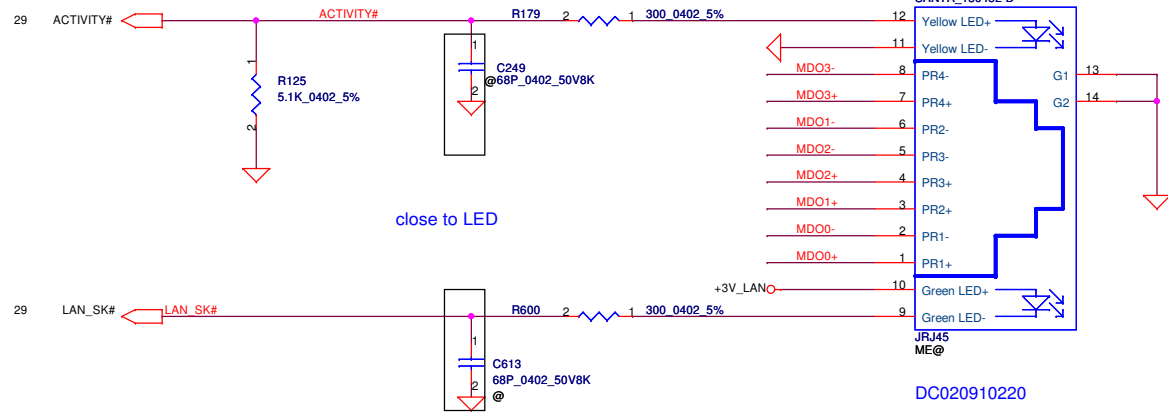 29 ACTIVITY# ACTIVITY# R179 2 1 300_0402_5% 12 Yellow LED+
11 Yellow LED-
1 C249
@68P_0402_50V8K
2
1 R125
5.1K_0402_5%
2
MDO3- 8 PR4- G1 13
MDO3+ 7 PR4+ G2 14
MDO1- 6 PR2-
MDO2- 5 PR3-
MDO2+ 4 PR3+
MDO1+ 3 PR2+
MDO0- 2 PR1-
MDO0+ 1 PR1+
close to LED
+3V_LAN 10 Green LED+
29 LAN_SK# LAN_SK# R600 2 1 300_0402_5% 9 Green LED-
JRJ45
ME@
1 C613
68P_0402_50V8K
2 @
DC020910220